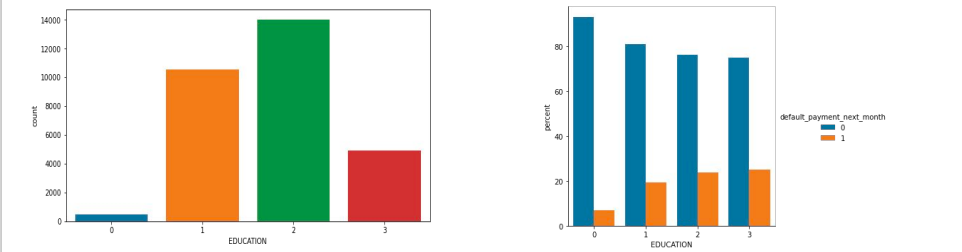 14000
12000
10000
8000
6000
4000
2000
0
count
0 1 2 3
EDUCATION
80
60
40
20
0
percent
0 1 2 3
EDUCATION
default_payment_next_month
0
1